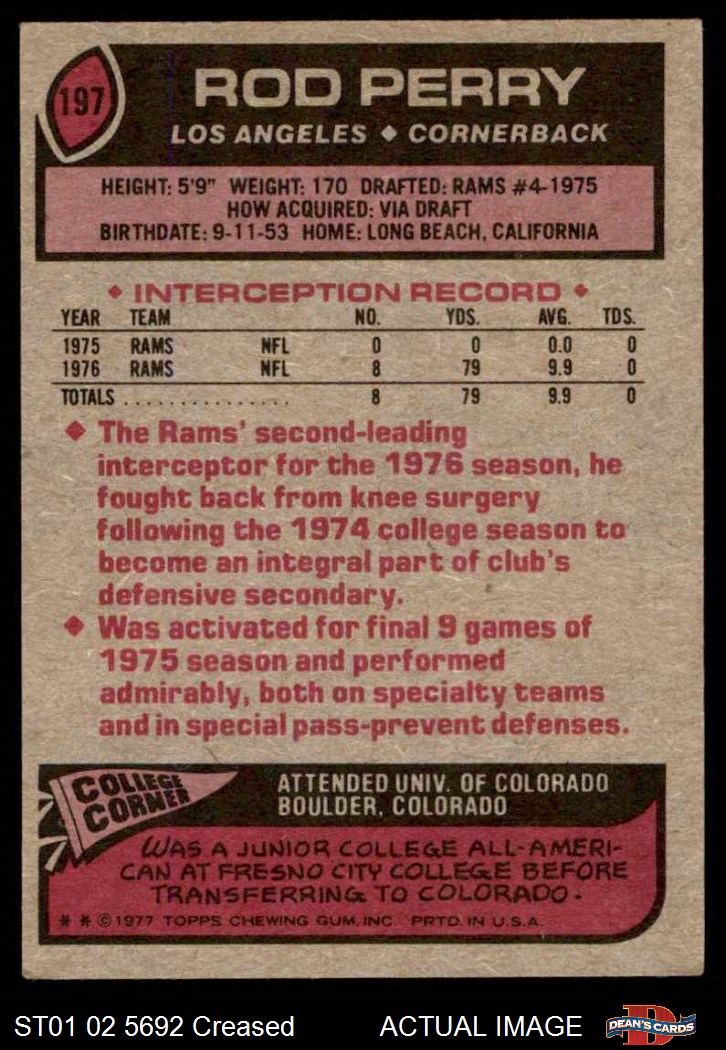 197
ROD PERRY
LOS ANGELES ◆ CORNERBACK
HEIGHT: 5'9" WEIGHT: 170 DRAFTED: RAMS #4-1975
HOW ACQUIRED: VIA DRAFT
BIRTHDATE: 9-11-53 HOME: LONG BEACH, CALIFORNIA
◆ INTERCEPTION RECORD ◆
YEAR TEAM NO. YDS. AVG. TDS.
1975 RAMS NFL 0 0 0.0 0
1976 RAMS NFL 8 79 9.9 0
TOTALS . . . . . . . . . . . . . . . 8 79 9.9 0
◆ The Rams' second-leading
interceptor for the 1976 season, he
fought back from knee surgery
following the 1974 college season to
become an integral part of club's
defensive secondary.
◆ Was activated for final 9 games of
1975 season and performed
admirably, both on specialty teams
and in special pass-prevent defenses.
COLLEGE
CORNER
ATTENDED UNIV. OF COLORADO
BOULDER, COLORADO
WAS A JUNIOR COLLEGE ALL-AMERI-
CAN AT FRESNO CITY COLLEGE BEFORE
TRANSFERRING TO COLORADO.
* * © 1977 TOPPS CHEWING GUM, INC. PRTD. IN U.S.A.
ST01 02 5692 Creased ACTUAL IMAGE
D
DEAN'S CARDS